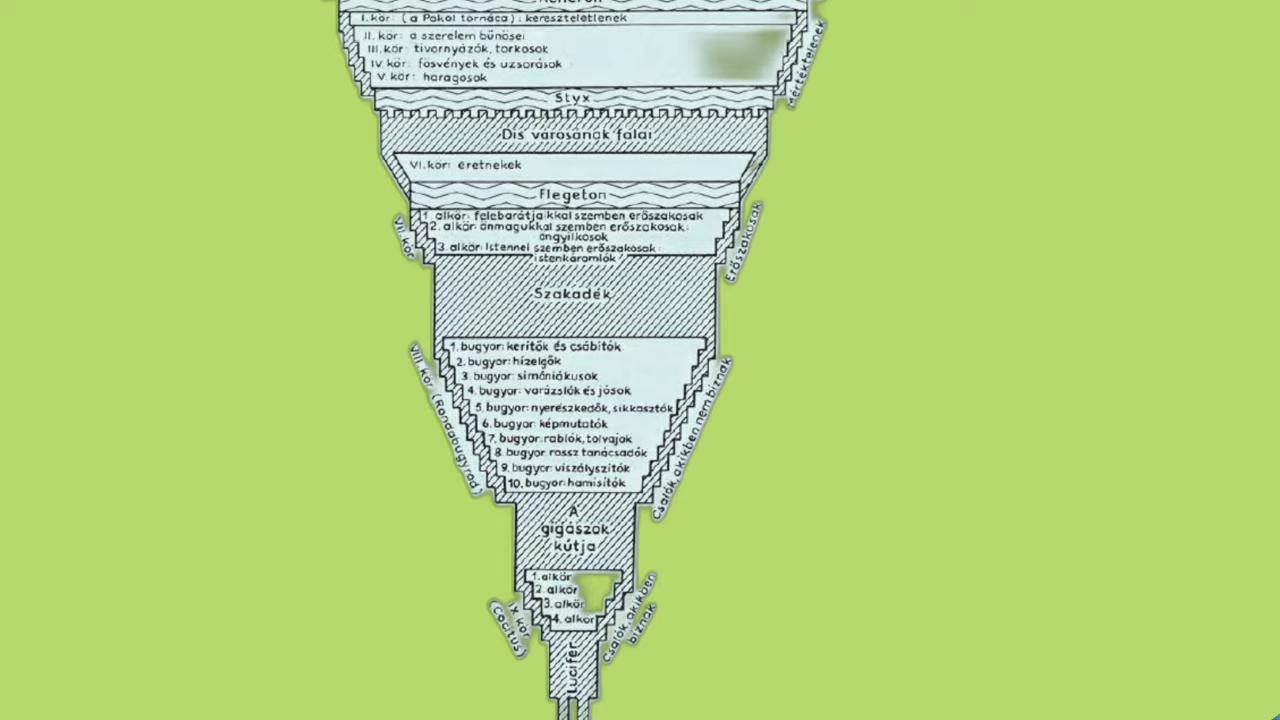 I. kör: (a Pokol tornáca): kereszteletlenek
II. kör: a szerelem bűnösei
III. kör: tivornyázók, torkosok
IV. kör: fösvények és uzsorások
V. kör: haragosok
Mértéktelenek
Styx
Dis városának falai
VI. kör: eretnekek
Flegeton
VII. kör
1. alkör: felebarátjaikkal szemben erőszakosak
2. alkör: önmagukkal szemben erőszakosak:
öngyilkosok
3. alkör: Istennel szemben erőszakosak:
istenkáromlók
Erőszakosak
Szakadék
VIII. kör (Rondabugyrod)
1. bugyor: kerítők és csábítók
2. bugyor: hízelgők
3. bugyor: simóniákusok
4. bugyor: varázslók és jósok
5. bugyor: nyerészkedők, sikkasztók
6. bugyor: képmutatók
7. bugyor: rablók, tolvajok
8. bugyor rossz tanácsadók
9. bugyor: viszályszítók
10. bugyor: hamisítók
Csalók, akikben nem bíznak
A
gigászok
kútja
IX. kör
(Cocitus)
1. alkör
2. alkör
3. alkör
4. alkör
Csalók, akikben
bíznak
Lucifer